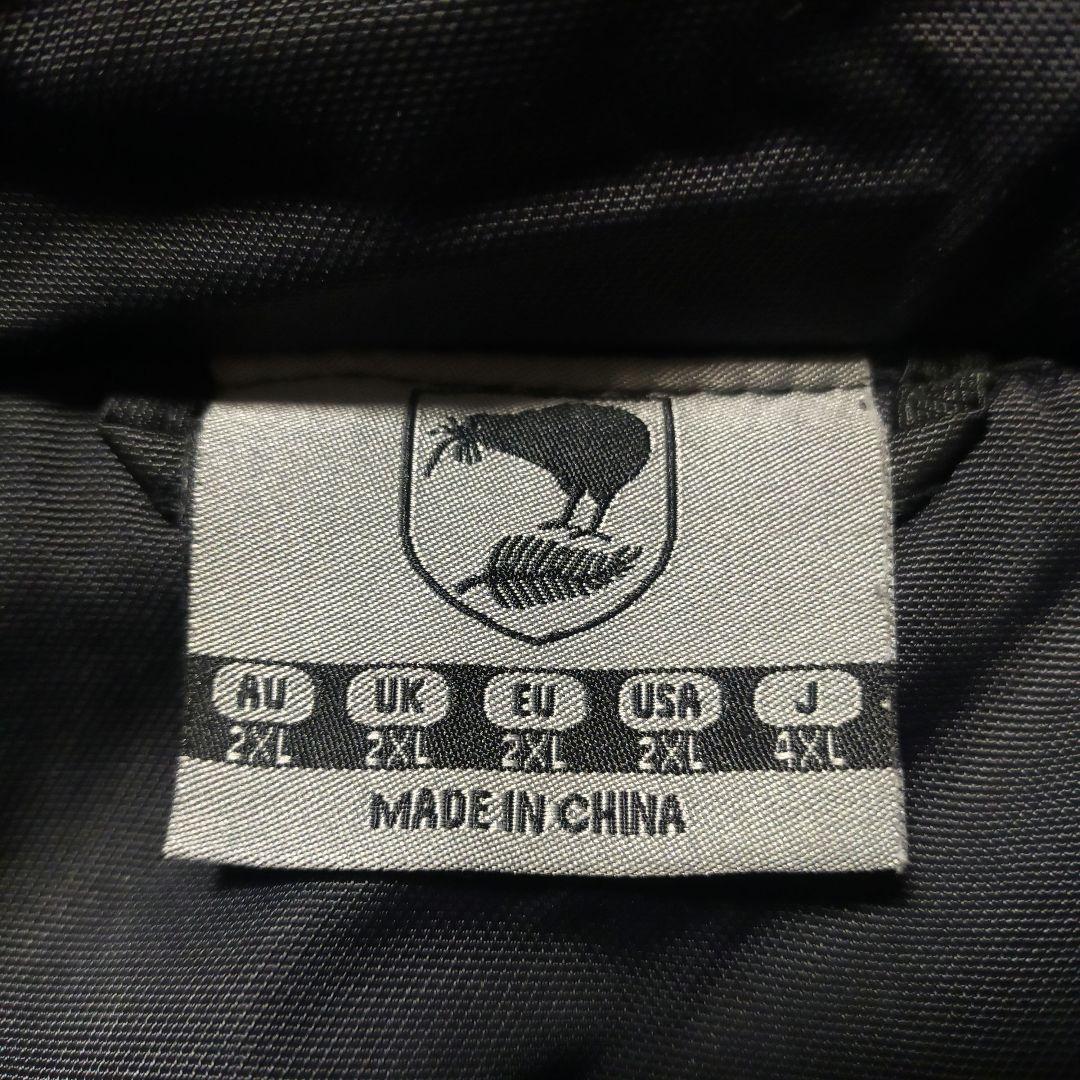 AU UK EU USA J
2XL 2XL 2XL 2XL 4XL
MADE IN CHINA